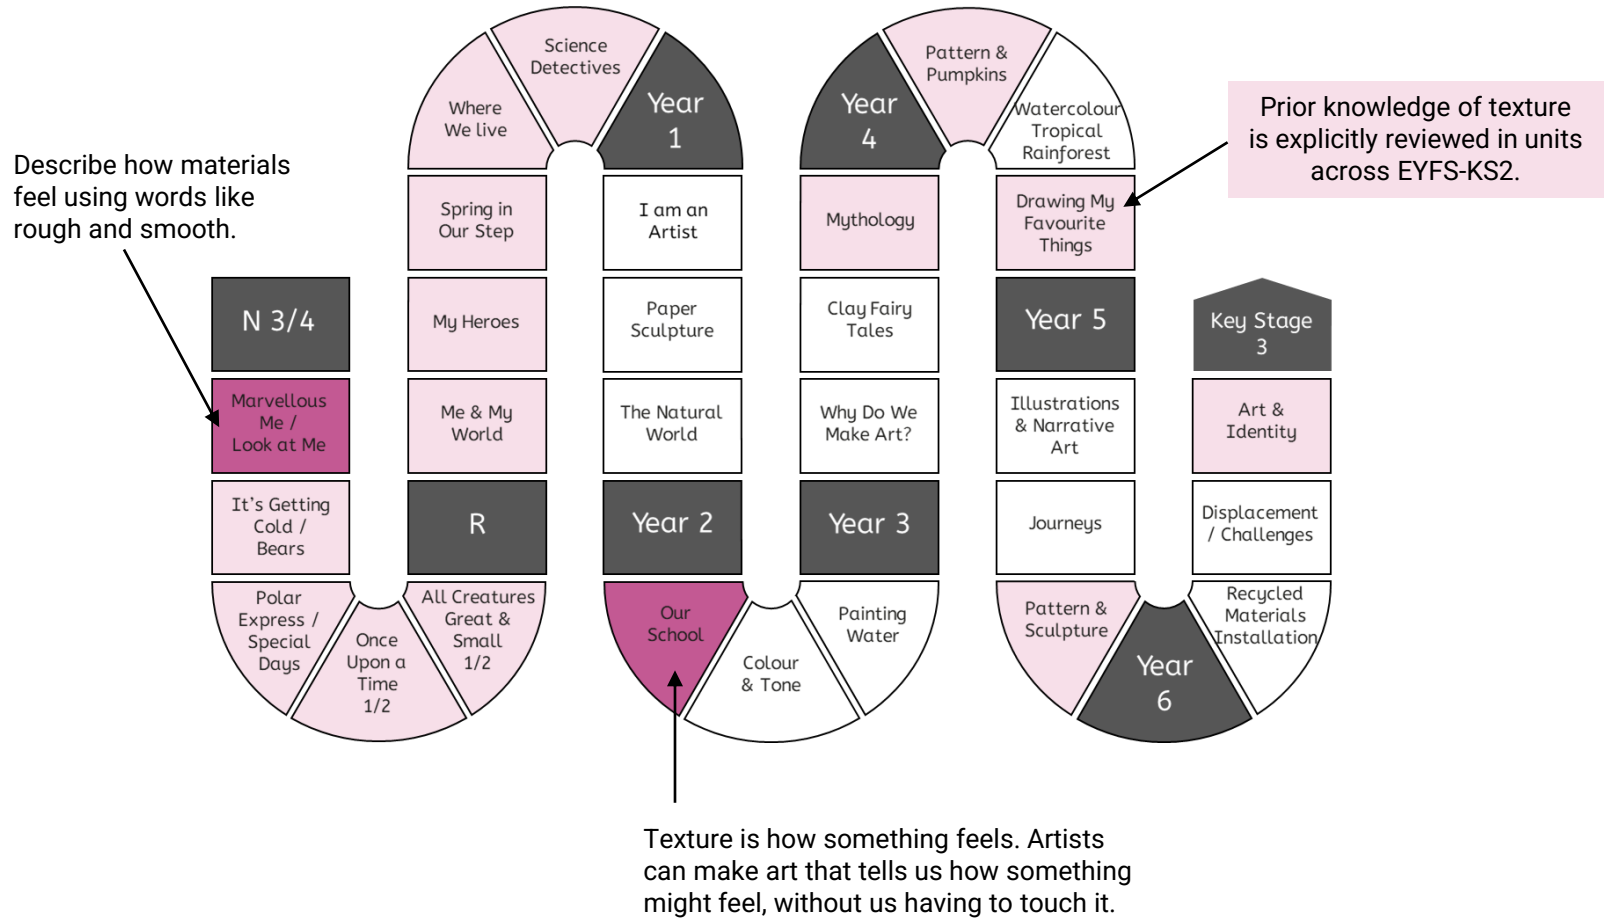 Describe how materials
feel using words like
rough and smooth.
N 3/4
Marvellous
Me /
Look at Me
It's Getting
Cold /
Bears
Polar
Express /
Special
Days
Once
Upon a
Time
1/2
All Creatures
Great &
Small
1/2
R
Me & My
World
My Heroes
Spring in
Our Step
Where
We live
Science
Detectives
Year
1
I am an
Artist
Paper
Sculpture
The Natural
World
Year 2
Our
School
Colour
& Tone
Painting
Water
Year 3
Why Do We
Make Art?
Clay Fairy
Tales
Mythology
Year
4
Pattern &
Pumpkins
Watercolour
Tropical
Rainforest
Drawing My
Favourite
Things
Year 5
Illustrations
& Narrative
Art
Journeys
Pattern &
Sculpture
Year
6
Recycled
Materials
Installation
Displacement
/ Challenges
Art &
Identity
Key Stage
3
Prior knowledge of texture
is explicitly reviewed in units
across EYFS-KS2.
Texture is how something feels. Artists
can make art that tells us how something
might feel, without us having to touch it.